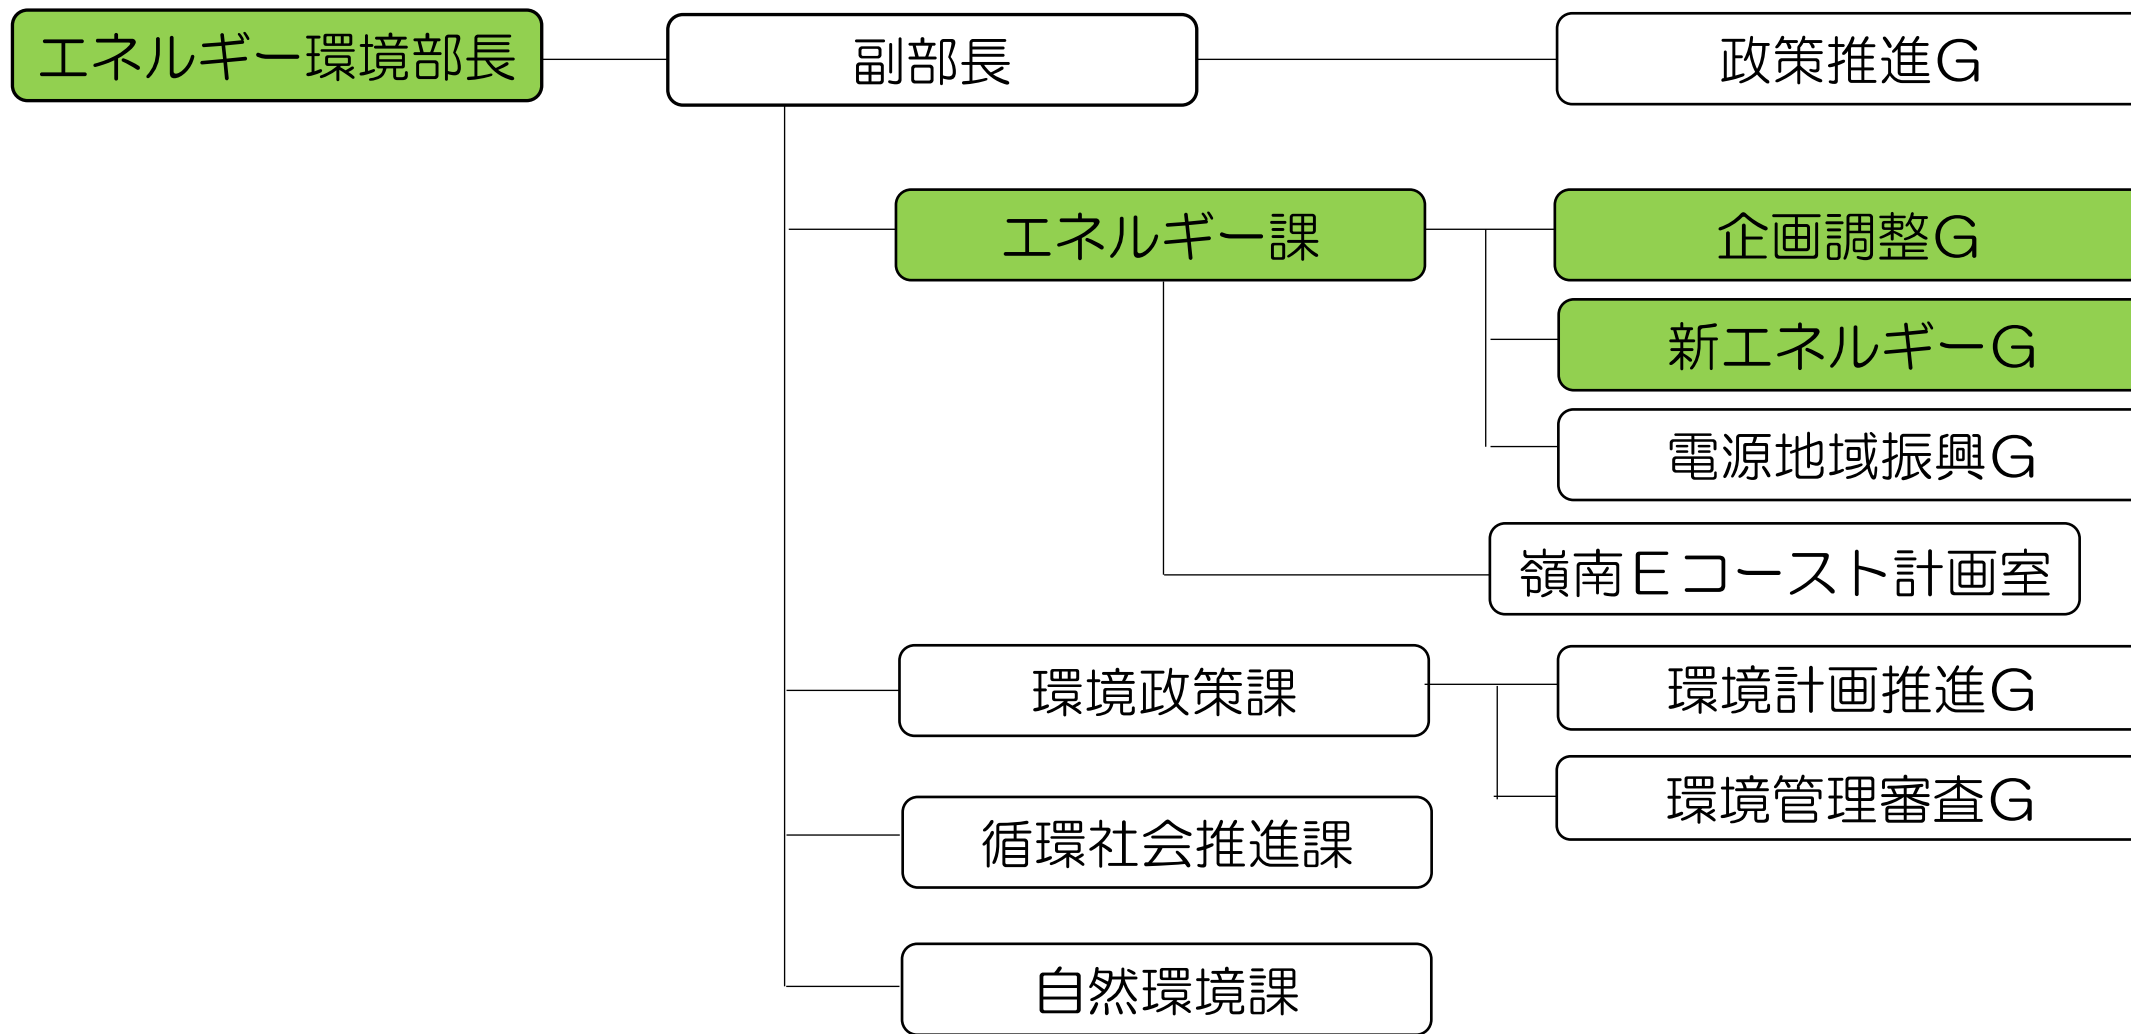 エネルギー環境部長
副部長
政策推進Ｇ
エネルギー課
企画調整Ｇ
新エネルギーＧ
電源地域振興Ｇ
嶺南Ｅコースト計画室
環境政策課
環境計画推進Ｇ
環境管理審査Ｇ
循環社会推進課
自然環境課